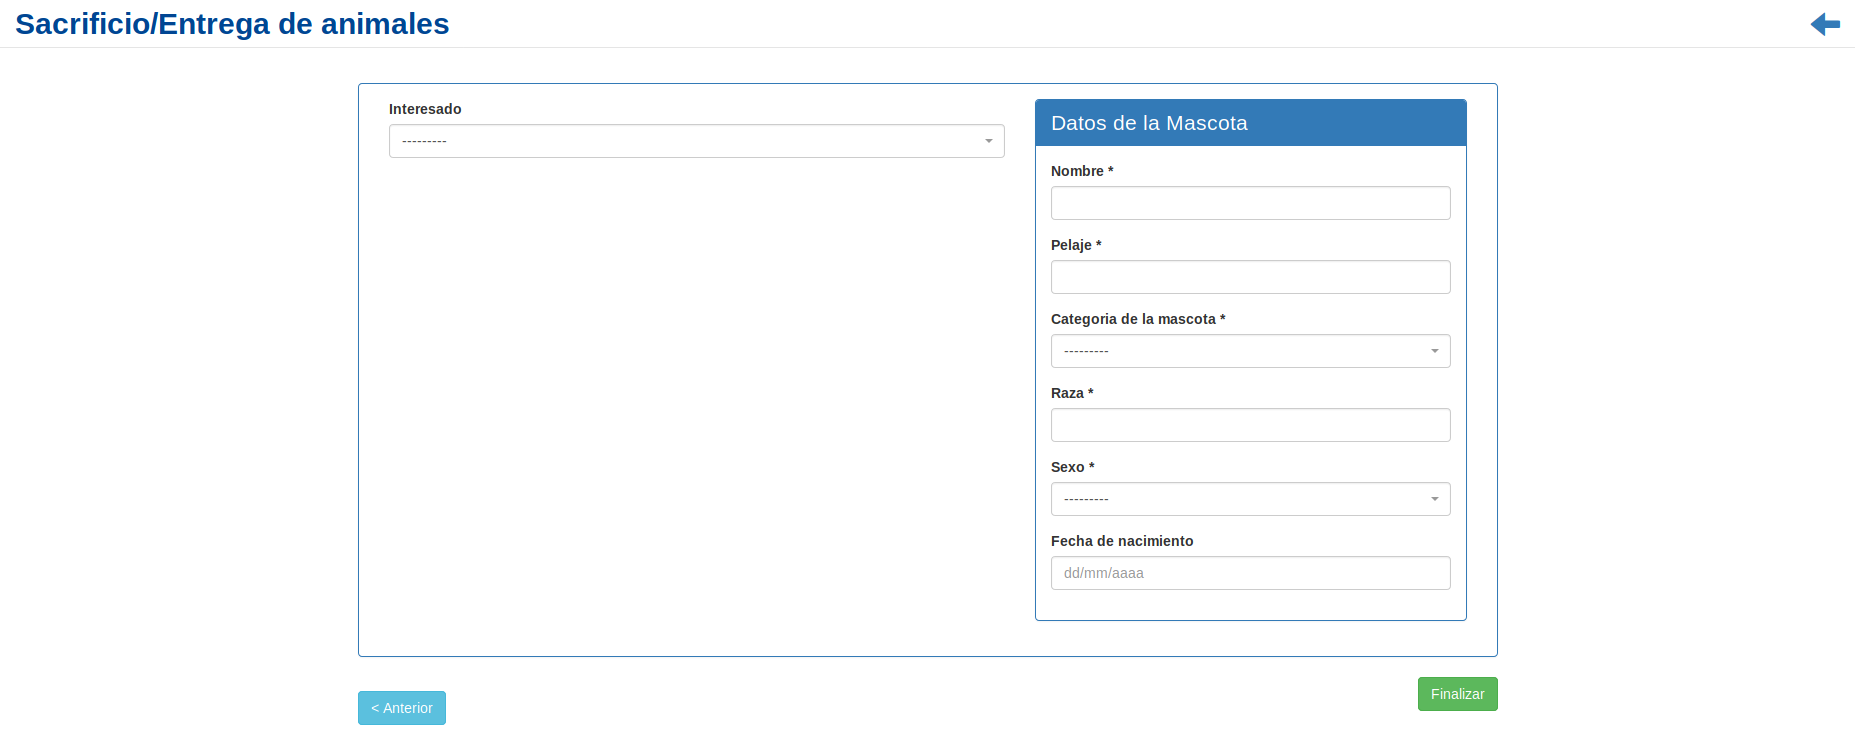 Sacrificio/Entrega de animales
Interesado
---------
Datos de la Mascota
Nombre *
Pelaje *
Categoria de la mascota *
---------
Raza *
Sexo *
---------
Fecha de nacimiento
dd/mm/aaaa
< Anterior
Finalizar